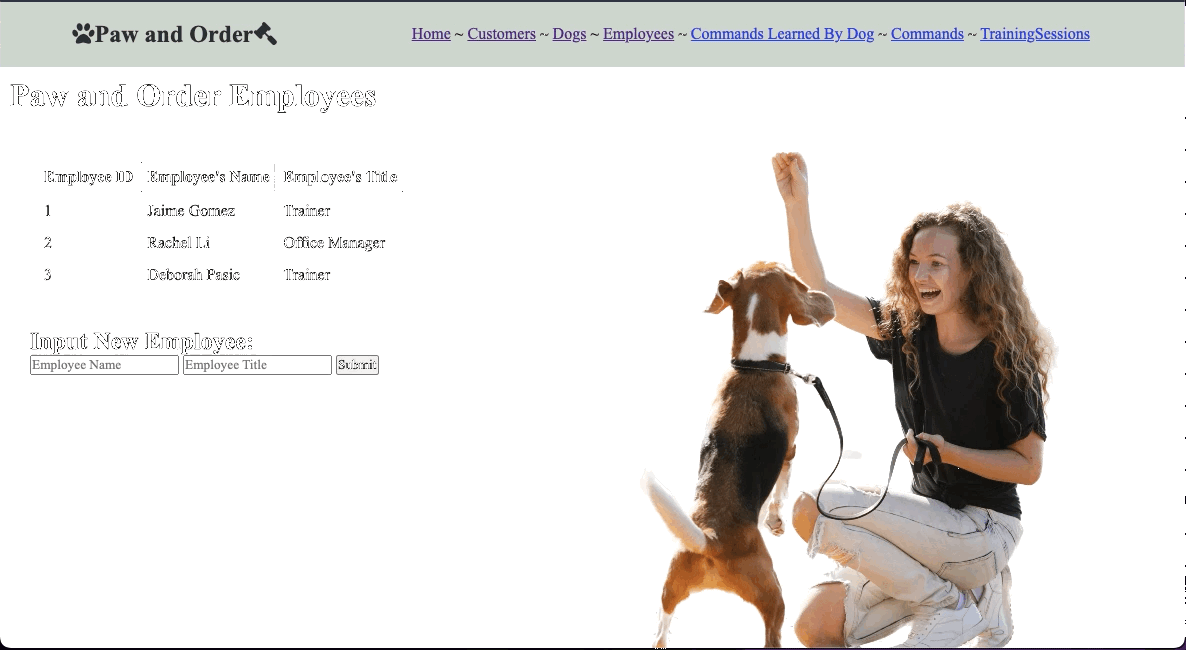 Paw and Order
Home ~ Customers ~ Dogs ~ Employees ~ Commands Learned By Dog ~ Commands ~ TrainingSessions
Paw and Order Employees
Employee ID Employee's Name Employee's Title
1 Jaime Gomez Trainer
2 Rachel Li Office Manager
3 Deborah Pasic Trainer
Input New Employee:
Employee Name Employee Title Submit